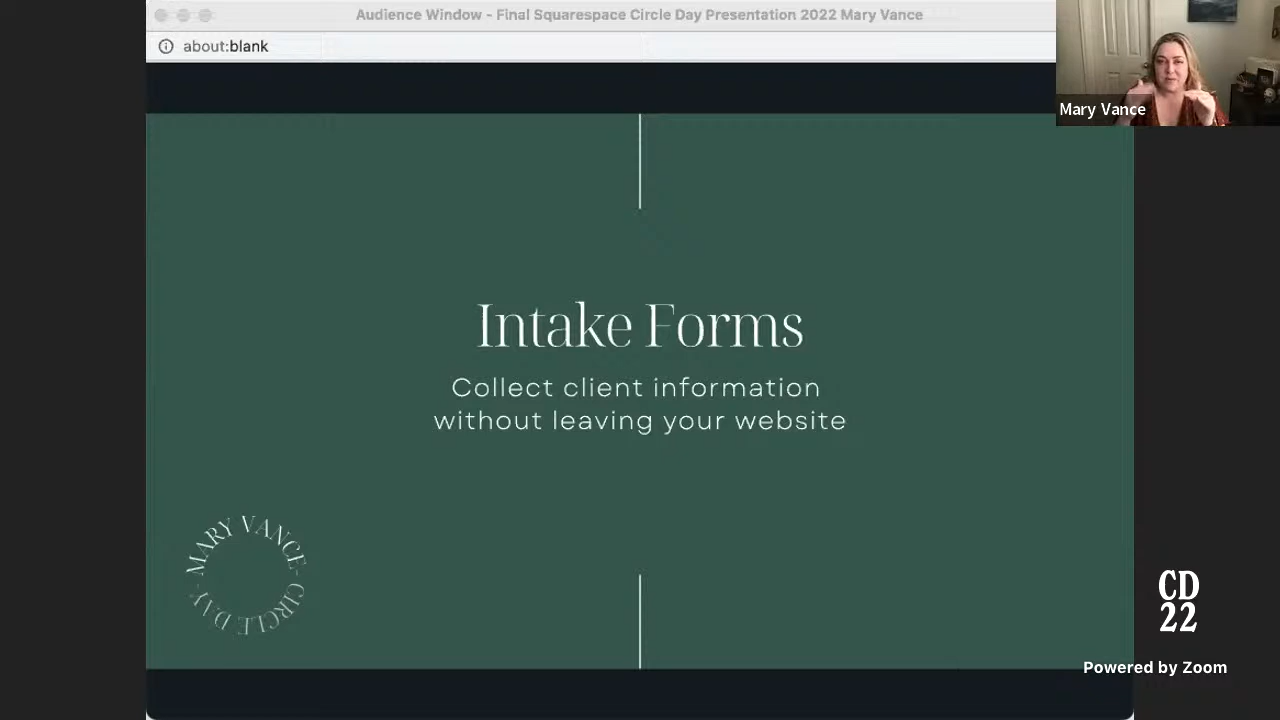 Audience Window - Final Squarespace Circle Day Presentation 2022 Mary Vance
about:blank
Mary Vance
Intake Forms
Collect client information
without leaving your website
MARY VANCE - CIRCLE DAY -
CD
22
Powered by Zoom